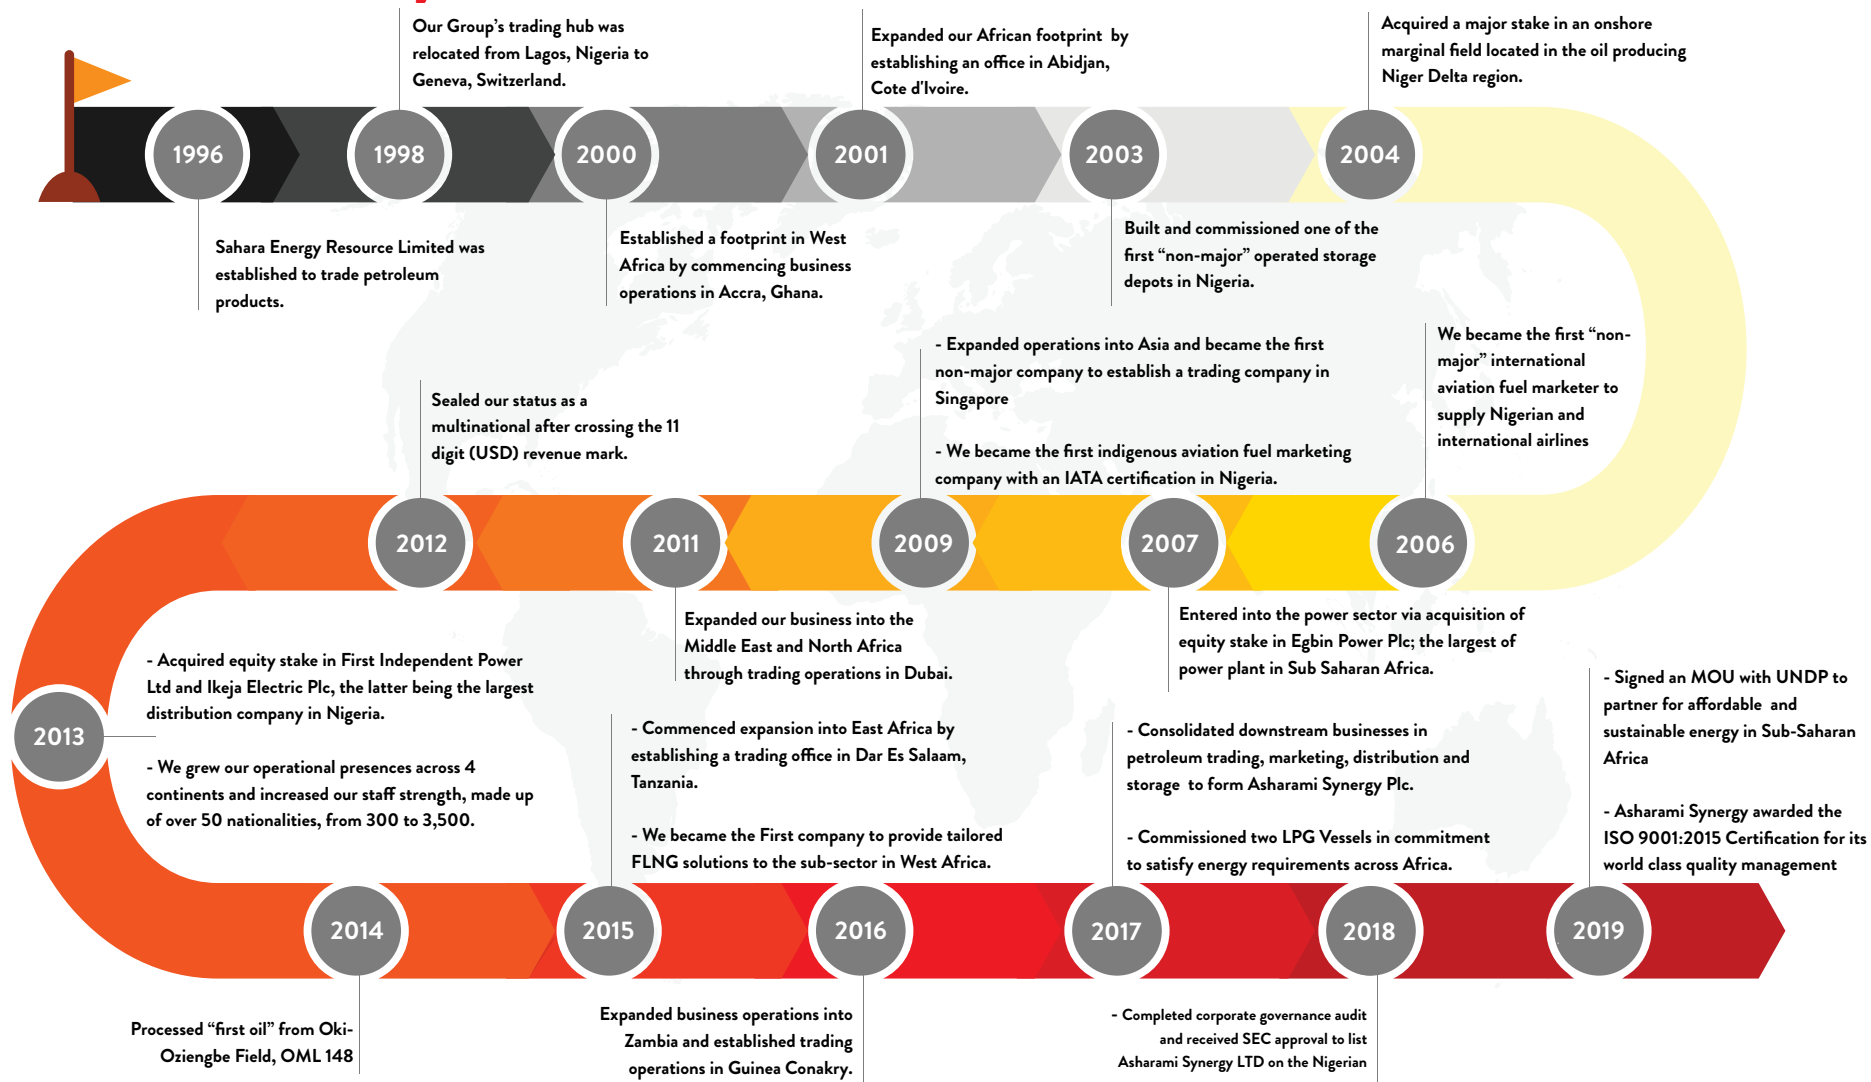 1996
Sahara Energy Resource Limited was
established to trade petroleum
products.
1998
Our Group's trading hub was
relocated from Lagos, Nigeria to
Geneva, Switzerland.
2000
Established a footprint in West
Africa by commencing business
operations in Accra, Ghana.
2001
Expanded our African footprint by
establishing an office in Abidjan,
Cote d'Ivoire.
2003
Built and commissioned one of the
first “non-major” operated storage
depots in Nigeria.
2004
Acquired a major stake in an onshore
marginal field located in the oil producing
Niger Delta region.
2006
We became the first “non-
major” international
aviation fuel marketer to
supply Nigerian and
international airlines
2007
Entered into the power sector via acquisition of
equity stake in Egbin Power Plc; the largest of
power plant in Sub Saharan Africa.
2009
- Expanded operations into Asia and became the first
non-major company to establish a trading company in
Singapore
- We became the first indigenous aviation fuel marketing
company with an IATA certification in Nigeria.
2011
Expanded our business into the
Middle East and North Africa
through trading operations in Dubai.
2012
Sealed our status as a
multinational after crossing the 11
digit (USD) revenue mark.
2013
- Acquired equity stake in First Independent Power
Ltd and Ikeja Electric Plc, the latter being the largest
distribution company in Nigeria.
- We grew our operational presences across 4
continents and increased our staff strength, made up
of over 50 nationalities, from 300 to 3,500.
2014
Processed “first oil” from Oki-
Oziengbe Field, OML 148
2015
- Commenced expansion into East Africa by
establishing a trading office in Dar Es Salaam,
Tanzania.
- We became the First company to provide tailored
FLNG solutions to the sub-sector in West Africa.
2016
Expanded business operations into
Zambia and established trading
operations in Guinea Conakry.
2017
- Consolidated downstream businesses in
petroleum trading, marketing, distribution and
storage to form Asharami Synergy Plc.
- Commissioned two LPG Vessels in commitment
to satisfy energy requirements across Africa.
2018
- Completed corporate governance audit
and received SEC approval to list
Asharami Synergy LTD on the Nigerian
2019
- Signed an MOU with UNDP to
partner for affordable and
sustainable energy in Sub-Saharan
Africa
- Asharami Synergy awarded the
ISO 9001:2015 Certification for its
world class quality management